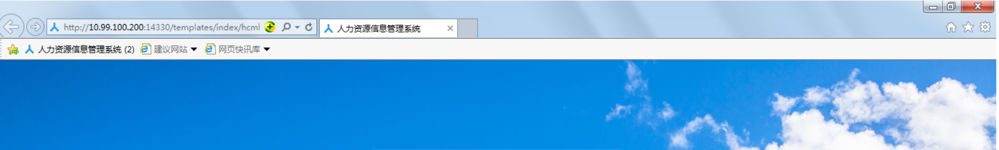 http://10.99.100.200:14330/templates/index/hcml
人力资源信息管理系统
人力资源信息管理系统 (2)
建议网站
网页快讯库